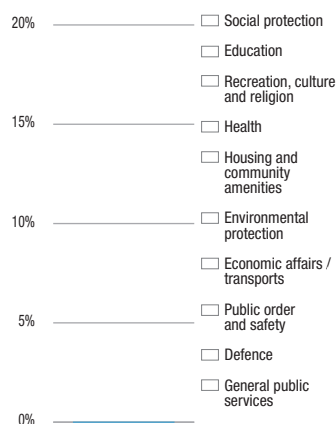 20%
15%
10%
5%
0%
Social protection
Education
Recreation, culture
and religion
Health
Housing and
community
amenities
Environmental
protection
Economic affairs /
transports
Public order
and safety
Defence
General public
services